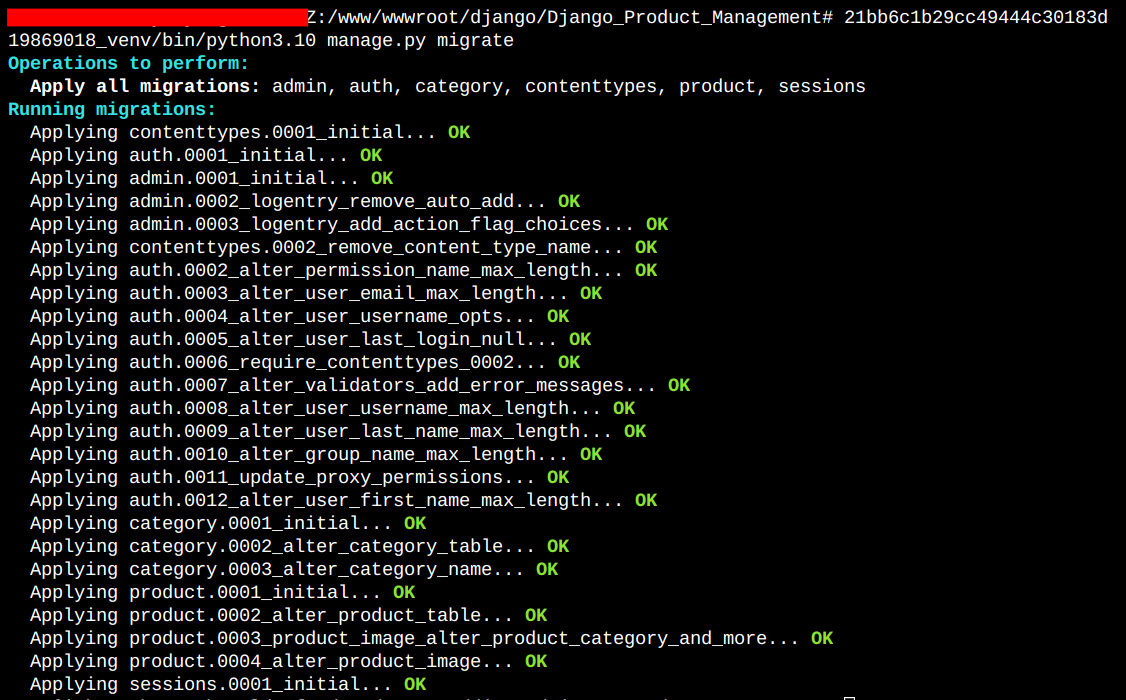 Z:/www/wwwroot/django/Django_Product_Management# 21bb6c1b29cc49444c30183d
19869018_venv/bin/python3.10 manage.py migrate
Operations to perform:
Apply all migrations: admin, auth, category, contenttypes, product, sessions
Running migrations:
Applying contenttypes.0001_initial... OK
Applying auth.0001_initial... OK
Applying admin.0001_initial... OK
Applying admin.0002_logentry_remove_auto_add... OK
Applying admin.0003_logentry_add_action_flag_choices... OK
Applying contenttypes.0002_remove_content_type_name... OK
Applying auth.0002_alter_permission_name_max_length... OK
Applying auth.0003_alter_user_email_max_length... OK
Applying auth.0004_alter_user_username_opts... OK
Applying auth.0005_alter_user_last_login_null... OK
Applying auth.0006_require_contenttypes_0002... OK
Applying auth.0007_alter_validators_add_error_messages... OK
Applying auth.0008_alter_user_username_max_length... OK
Applying auth.0009_alter_user_last_name_max_length... OK
Applying auth.0010_alter_group_name_max_length... OK
Applying auth.0011_update_proxy_permissions... OK
Applying auth.0012_alter_user_first_name_max_length... OK
Applying category.0001_initial... OK
Applying category.0002_alter_category_table... OK
Applying category.0003_alter_category_name... OK
Applying product.0001_initial... OK
Applying product.0002_alter_product_table... OK
Applying product.0003_product_image_alter_product_category_and_more... OK
Applying product.0004_alter_product_image... OK
Applying sessions.0001_initial... OK